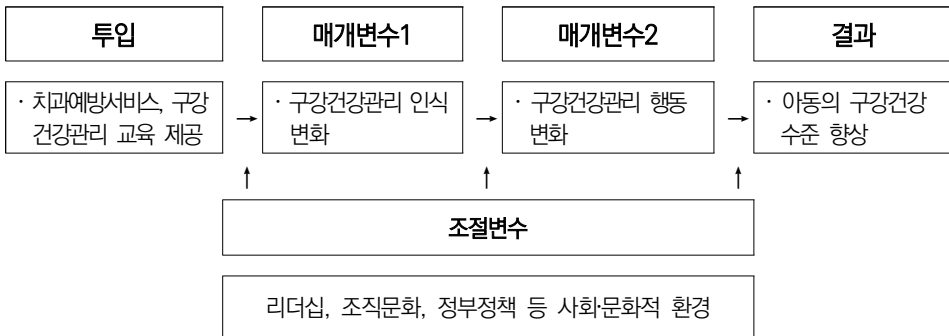 투입
매개변수1
매개변수2
결과
· 치과예방서비스, 구강
건강관리 교육 제공
→
· 구강건강관리 인식
변화
→
· 구강건강관리 행동
변화
→
· 아동의 구강건강
수준 향상
↑ ↑ ↑
조절변수
리더십, 조직문화, 정부정책 등 사회·문화적 환경